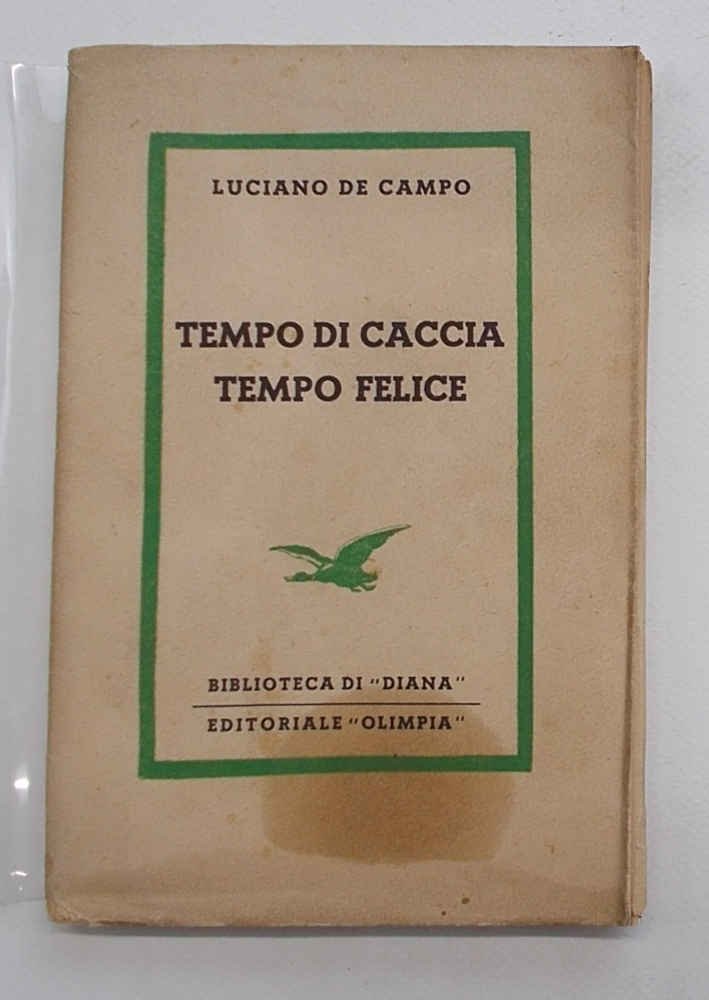 LUCIANO DE CAMPO
TEMPO DI CACCIA
TEMPO FELICE
BIBLIOTECA DI "DIANA"
EDITORIALE "OLIMPIA"